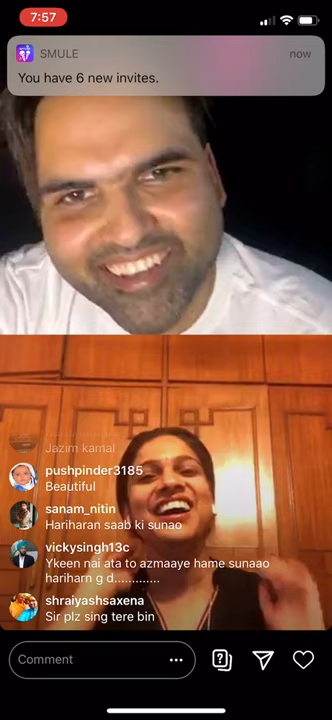 7:57
SMULE
now
You have 6 new invites.
Jazim kamal
pushpinder3185
Beautiful
sanam_nitin
Hariharan saab ki sunao
vickysingh13c
Ykeen nai ata to azmaaye hame sunaao
hariharn g d............
shraiyashsaxena
Sir plz sing tere bin
Comment